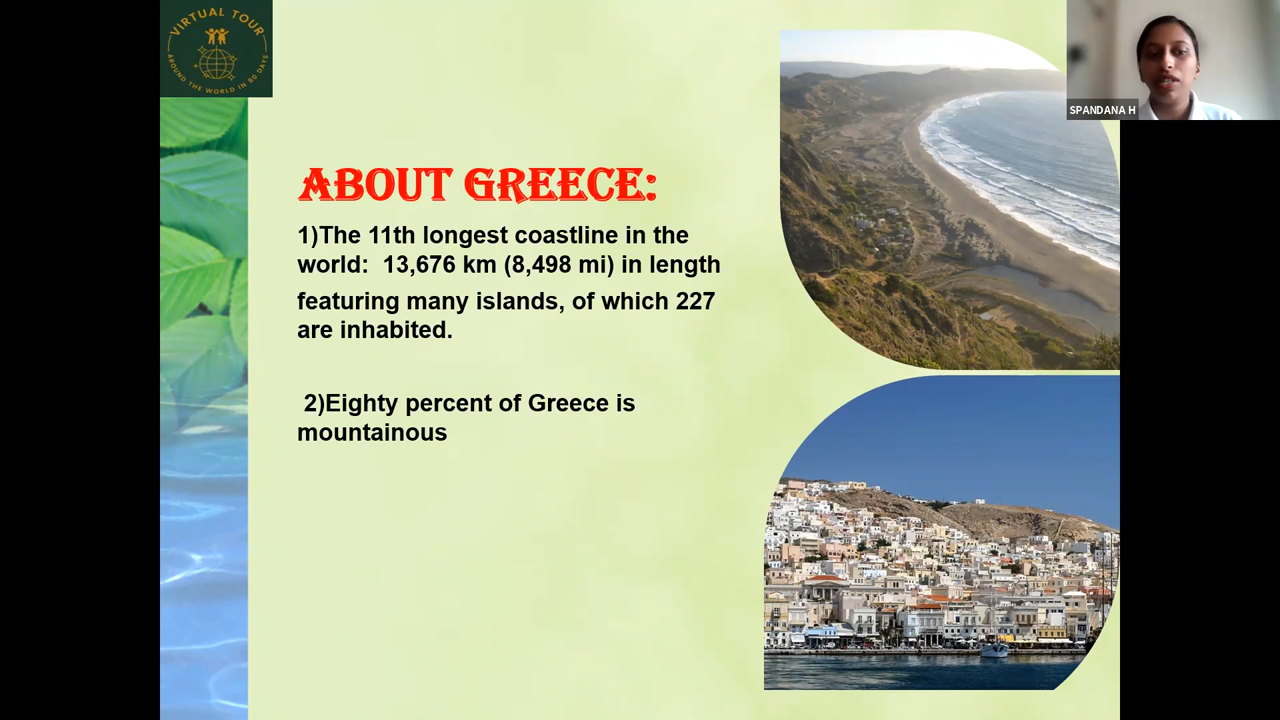 VIRTUAL TOUR
AROUND THE WORLD IN 80 DAYS
SPANDANA H
ABOUT GREECE:
1)The 11th longest coastline in the
world:  13,676 km (8,498 mi) in length
featuring many islands, of which 227
are inhabited.
2)Eighty percent of Greece is
mountainous